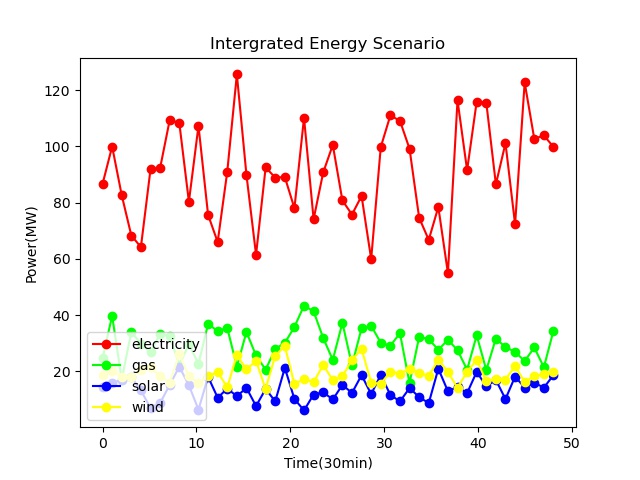 Intergrated Energy Scenario
Power(MW)
120
100
80
60
40
20
electricity
gas
solar
wind
0 10 20 30 40 50
Time(30min)